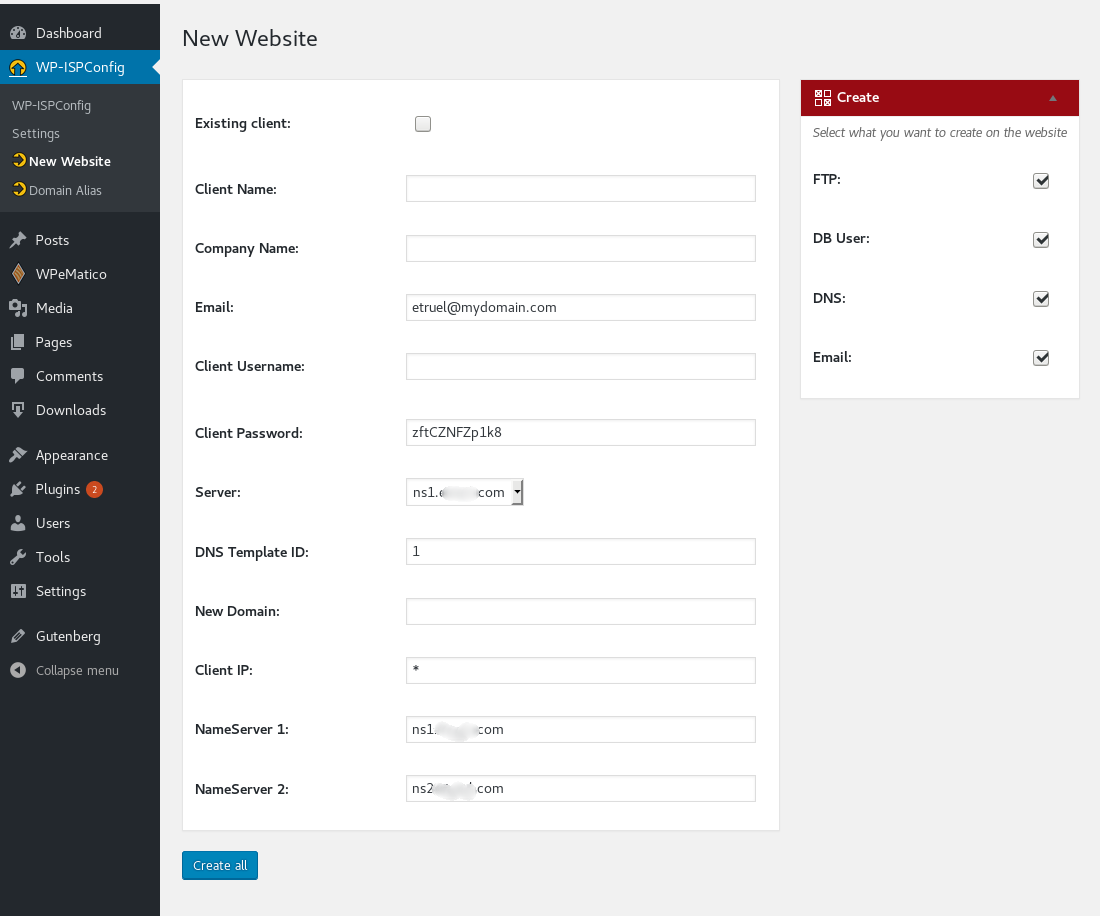 Dashboard
WP-ISPConfig
WP-ISPConfig
Settings
New Website
Domain Alias
Posts
WPeMatico
Media
Pages
Comments
Downloads
Appearance
Plugins 2
Users
Tools
Settings
Gutenberg
Collapse menu
New Website
Existing client:
Client Name:
Company Name:
Email: etruel@mydomain.com
Client Username:
Client Password: zftCZNFZp1k8
Server: ns1. com
DNS Template ID: 1
New Domain:
Client IP: *
NameServer 1: ns1. com
NameServer 2: ns2 .com
Create all
Create
Select what you want to create on the website
FTP:
DB User:
DNS:
Email: